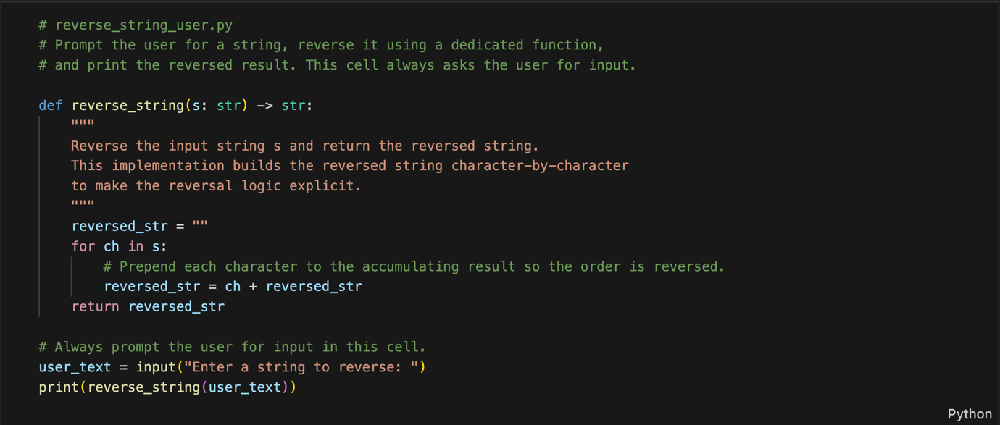 # reverse_string_user.py
# Prompt the user for a string, reverse it using a dedicated function,
# and print the reversed result. This cell always asks the user for input.

def reverse_string(s: str) -> str:
    """
    Reverse the input string s and return the reversed string.
    This implementation builds the reversed string character-by-character
    to make the reversal logic explicit.
    """
    reversed_str = ""
    for ch in s:
        # Prepend each character to the accumulating result so the order is reversed.
        reversed_str = ch + reversed_str
    return reversed_str

# Always prompt the user for input in this cell.
user_text = input("Enter a string to reverse: ")
print(reverse_string(user_text))
Python